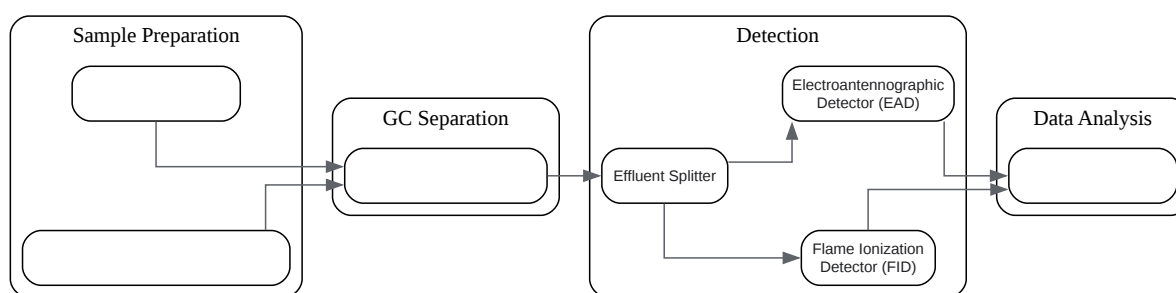 Sample Preparation
GC Separation
Detection
Electroantennographic
Detector (EAD)
Effluent Splitter
Flame Ionization
Detector (FID)
Data Analysis